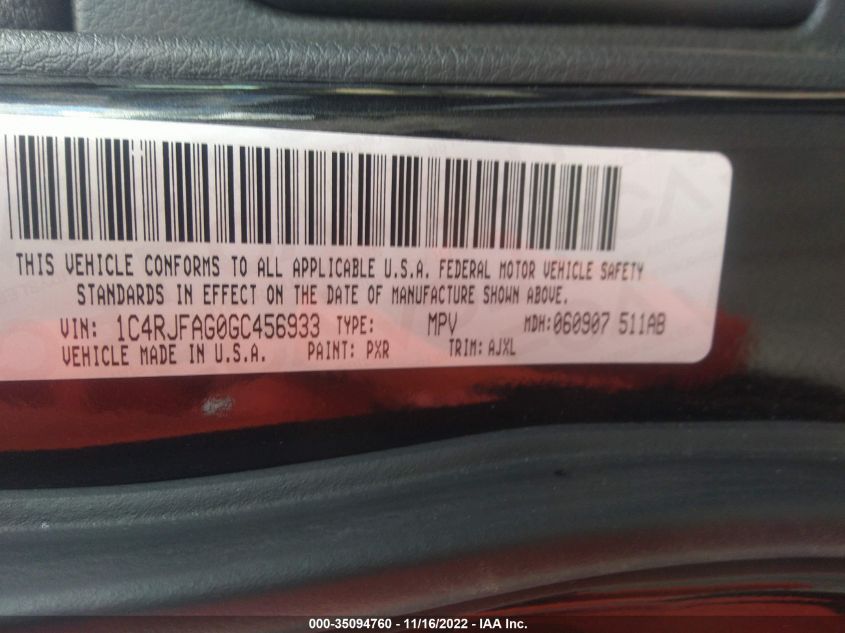 THIS VEHICLE CONFORMS TO ALL APPLICABLE U.S.A. FEDERAL MOTOR VEHICLE SAFETY
STANDARDS IN EFFECT ON THE DATE OF MANUFACTURE SHOWN ABOVE.
VIN: 1C4RJFAG0GC456933 TYPE: MPV MDH:060907 511AB
VEHICLE MADE IN U.S.A. PAINT: PXR TRIM: AJXL
000-35094760 - 11/16/2022 - IAA Inc.